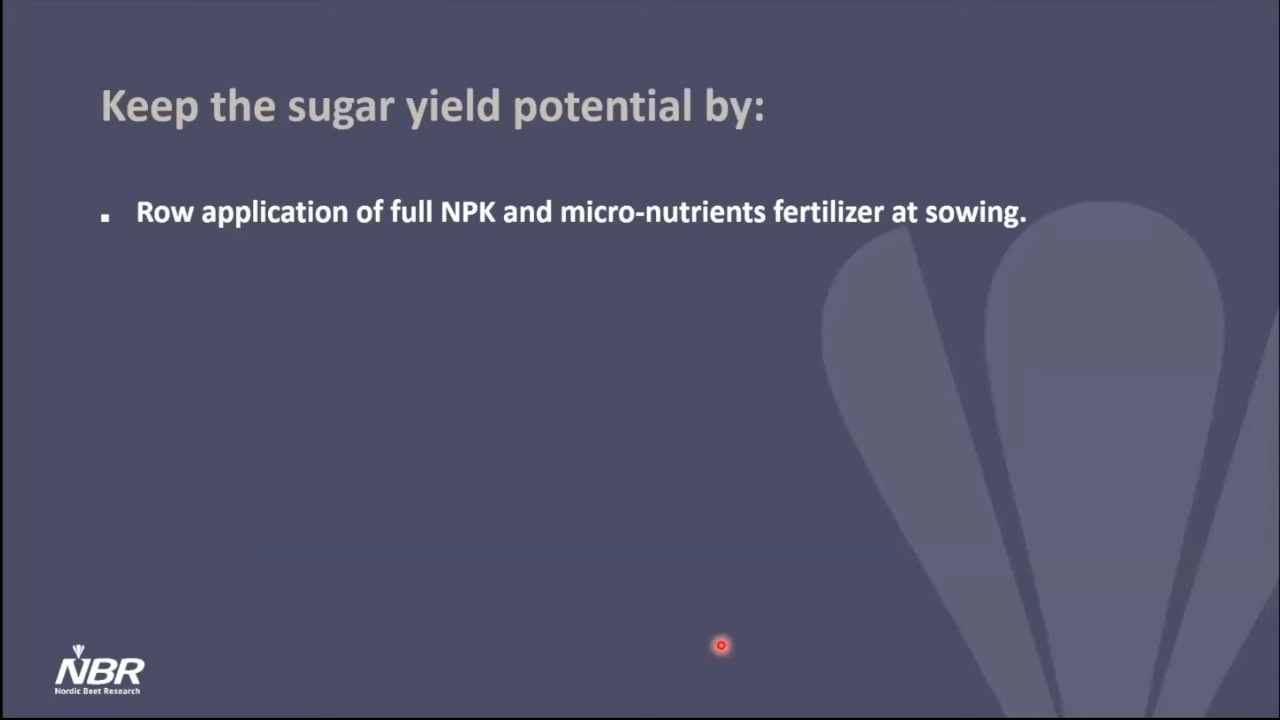 Keep the sugar yield potential by:
▪ Row application of full NPK and micro-nutrients fertilizer at sowing.
NBR
Nordic Beet Research